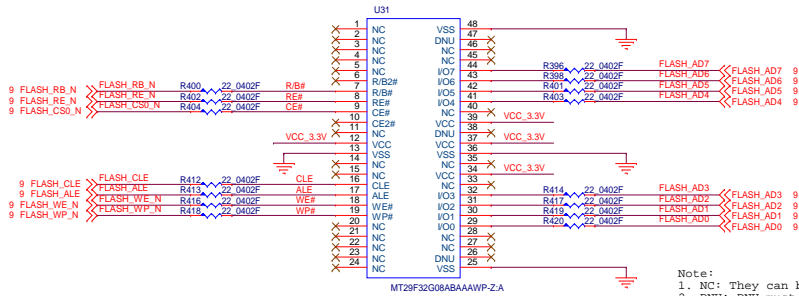 U31
1 NC VSS 48
2 NC DNU 47
3 NC NC 46
4 NC NC 45
5 NC I/O7 44 R396 22_0402F FLASH_AD7 FLASH_AD7 9
6 R/B2# I/O6 43 R398 22_0402F FLASH_AD6 FLASH_AD6 9
9 FLASH_RB_N FLASH_RB_N R400 22_0402F R/B# 7 R/B# I/O5 42 R401 22_0402F FLASH_AD5 FLASH_AD5 9
9 FLASH_RE_N FLASH_RE_N R402 22_0402F RE# 8 RE# I/O4 41 R403 22_0402F FLASH_AD4 FLASH_AD4 9
9 FLASH_CS0_N FLASH_CS0_N R404 22_0402F CE# 9 CE# NC 40
10 CE2# VCC 39 VCC_3.3V
11 NC DNU 38
VCC_3.3V 12 VCC VCC 37 VCC_3.3V
13 VSS VSS 36
14 NC NC 35
15 NC VCC 34 VCC_3.3V
9 FLASH_CLE FLASH_CLE R412 22_0402F CLE 16 CLE NC 33
9 FLASH_ALE FLASH_ALE R413 22_0402F ALE 17 ALE I/O3 32 R414 22_0402F FLASH_AD3 FLASH_AD3 9
9 FLASH_WE_N FLASH_WE_N R416 22_0402F WE# 18 WE# I/O2 31 R417 22_0402F FLASH_AD2 FLASH_AD2 9
9 FLASH_WP_N FLASH_WP_N R418 22_0402F WP# 19 WP# I/O1 30 R419 22_0402F FLASH_AD1 FLASH_AD1 9
20 NC I/O0 29 R420 22_0402F FLASH_AD0 FLASH_AD0 9
21 NC NC 28
22 NC NC 27
23 NC DNU 26
24 NC VSS 25
MT29F32G08ABAAAWP-Z:A
Note:
1. NC: They can b